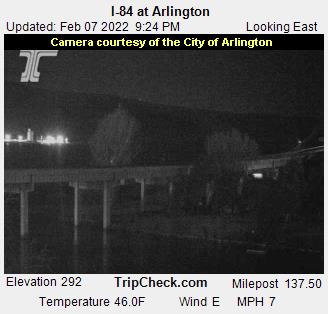 I-84 at Arlington
Updated: Feb 07 2022 9:24 PM Looking East
Camera courtesy of the City of Arlington
Elevation 292 TripCheck.com Milepost 137.50
Temperature 46.0F Wind E MPH 7